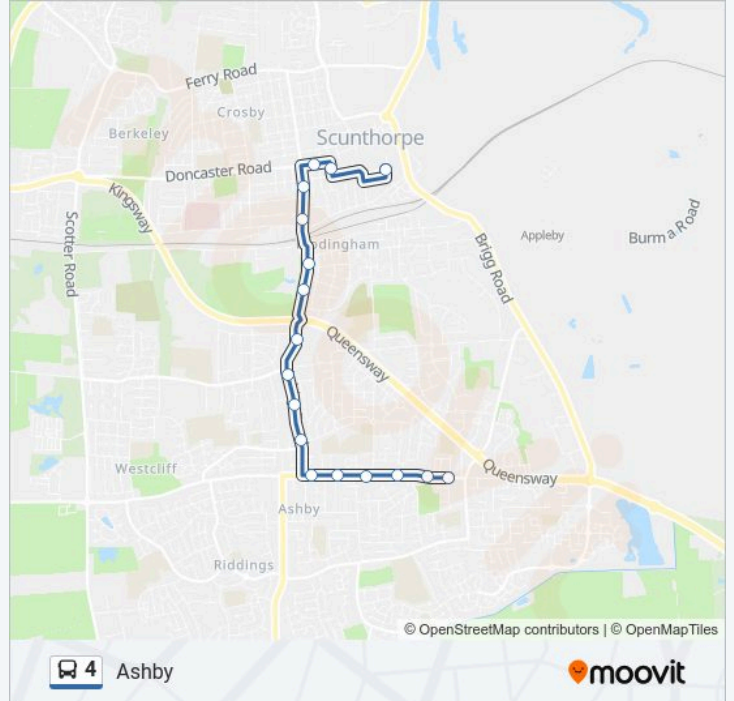 Ferry Road
Crosby
Berkeley
Scunthorpe
Doncaster Road
Kingsway
Scotter Road
Appleby
Burma Road
odingham
Brigg Road
Queensway
Westcliff
Queensway
Ashby
Riddings
© OpenStreetMap contributors | © OpenMapTiles
4 Ashby
moovit